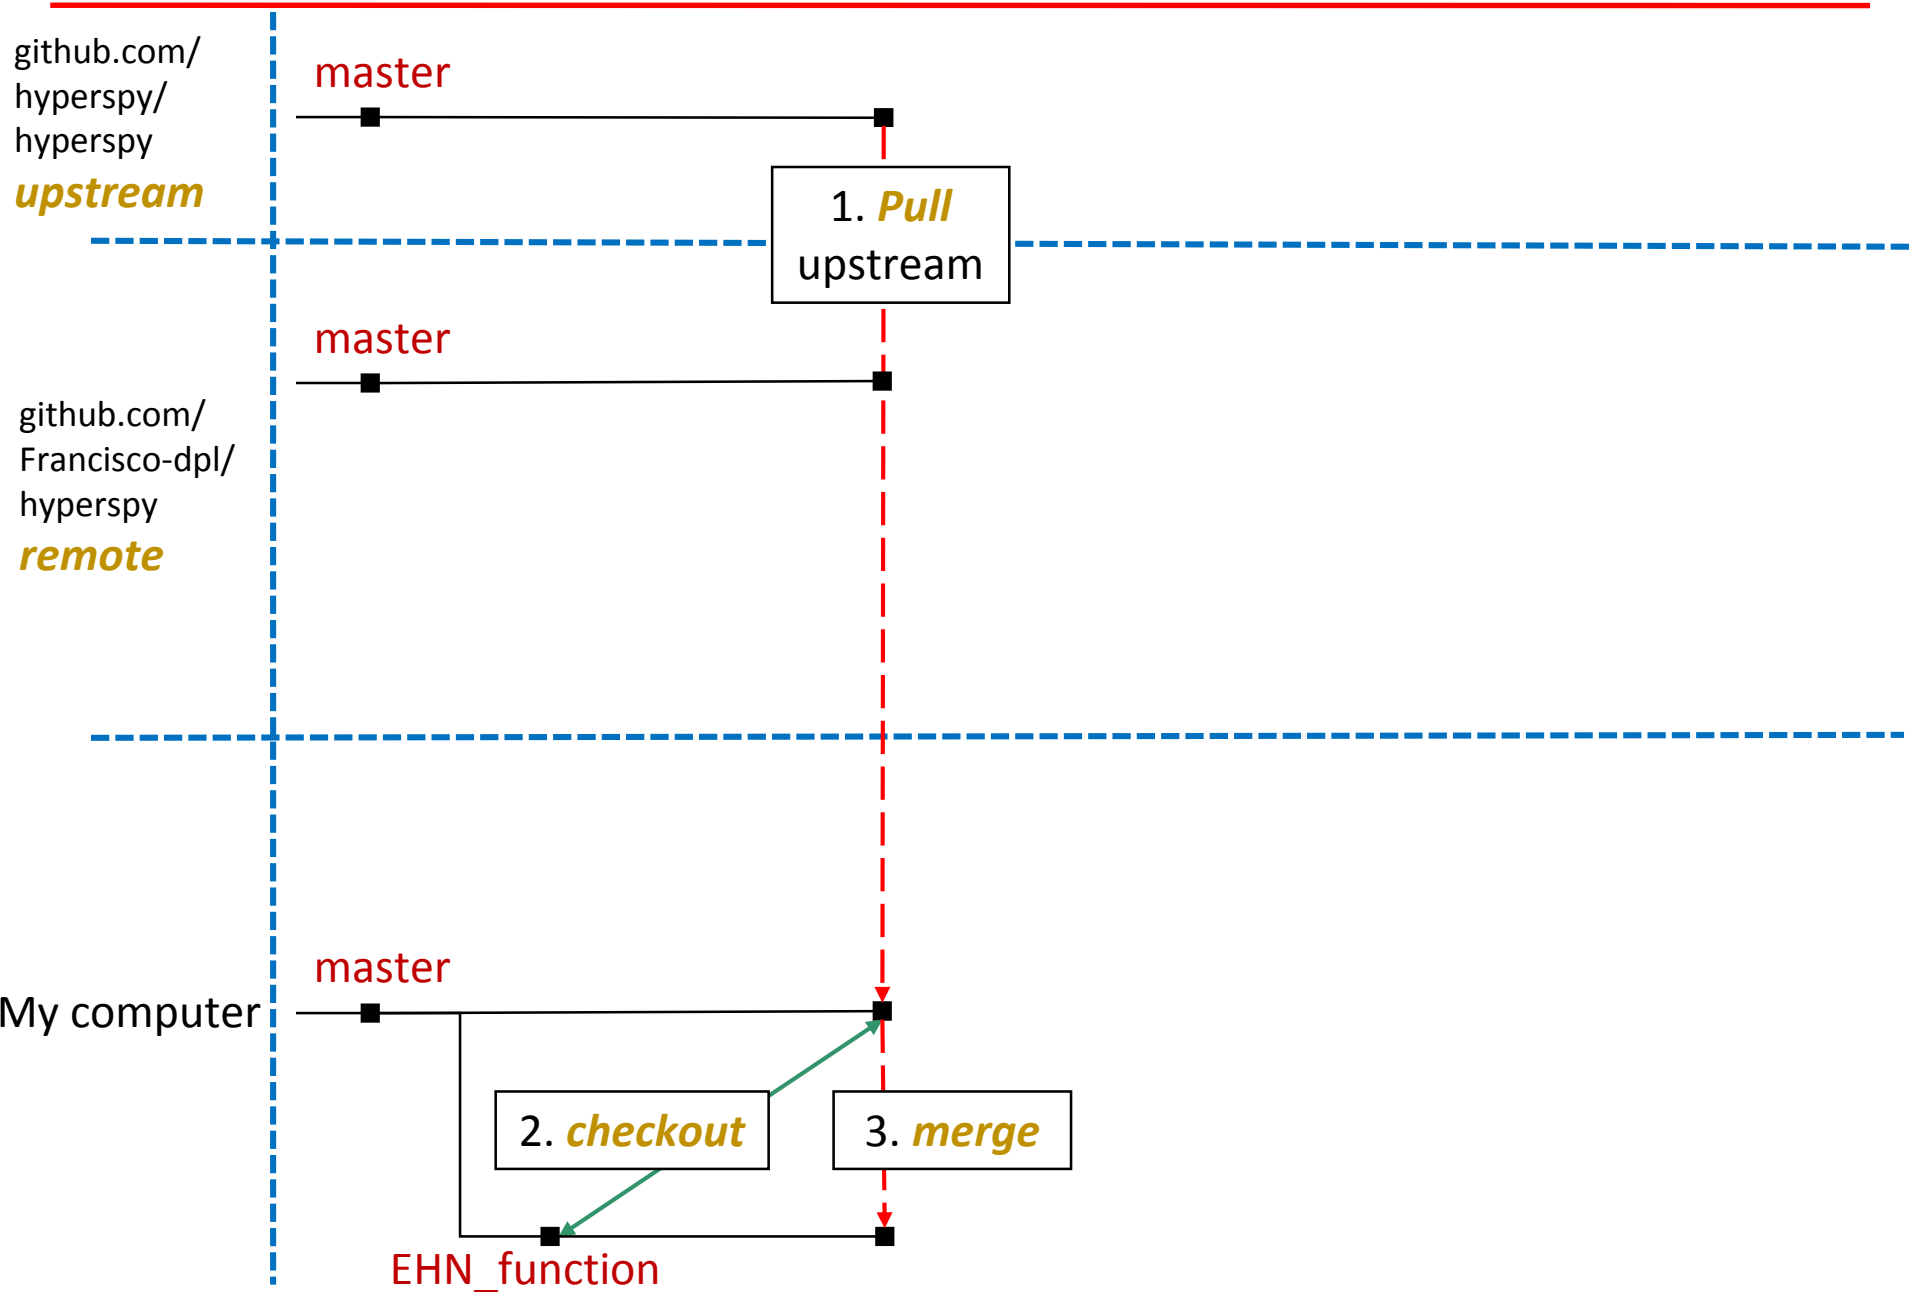 github.com/
hyperspy/
hyperspy
upstream
master
1. Pull
upstream
master
github.com/
Francisco-dpl/
hyperspy
remote
master
My computer
2. checkout
3. merge
EHN_function